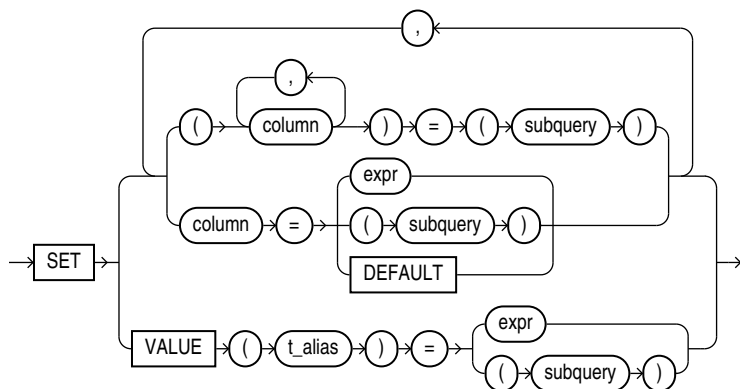 ,
,
( column ) = ( subquery )
expr
column = ( subquery )
DEFAULT
SET
VALUE ( t_alias ) = expr
( subquery )